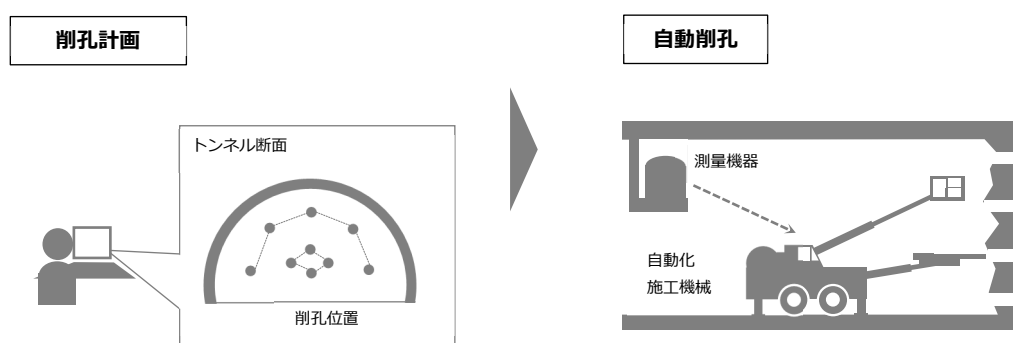 削孔計画
トンネル断面
削孔位置
自動削孔
測量機器
自動化
施工機械